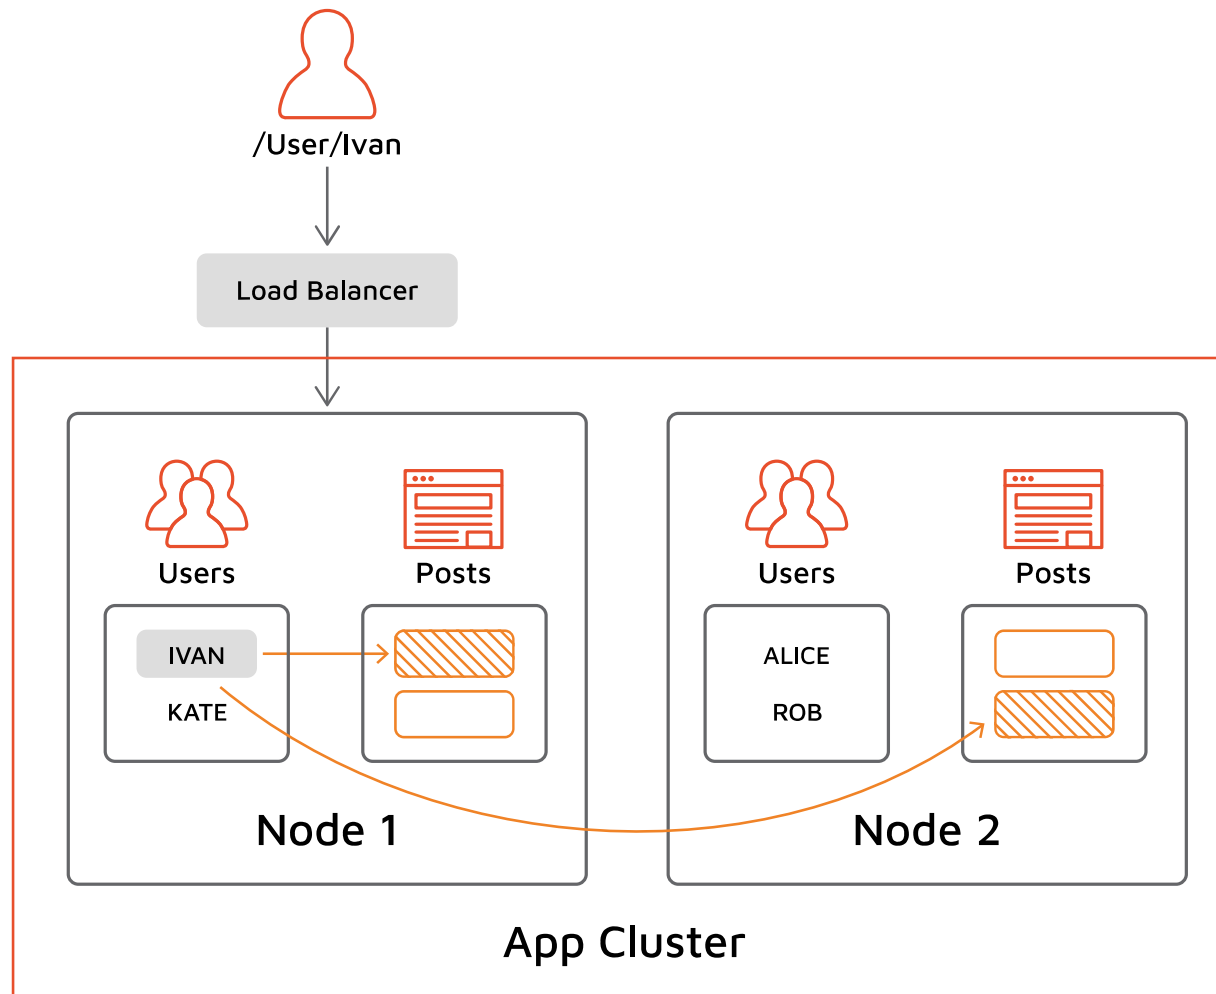 /User/Ivan
Load Balancer
Users
Posts
IVAN
KATE
Node 1
Users
Posts
ALICE
ROB
Node 2
App Cluster